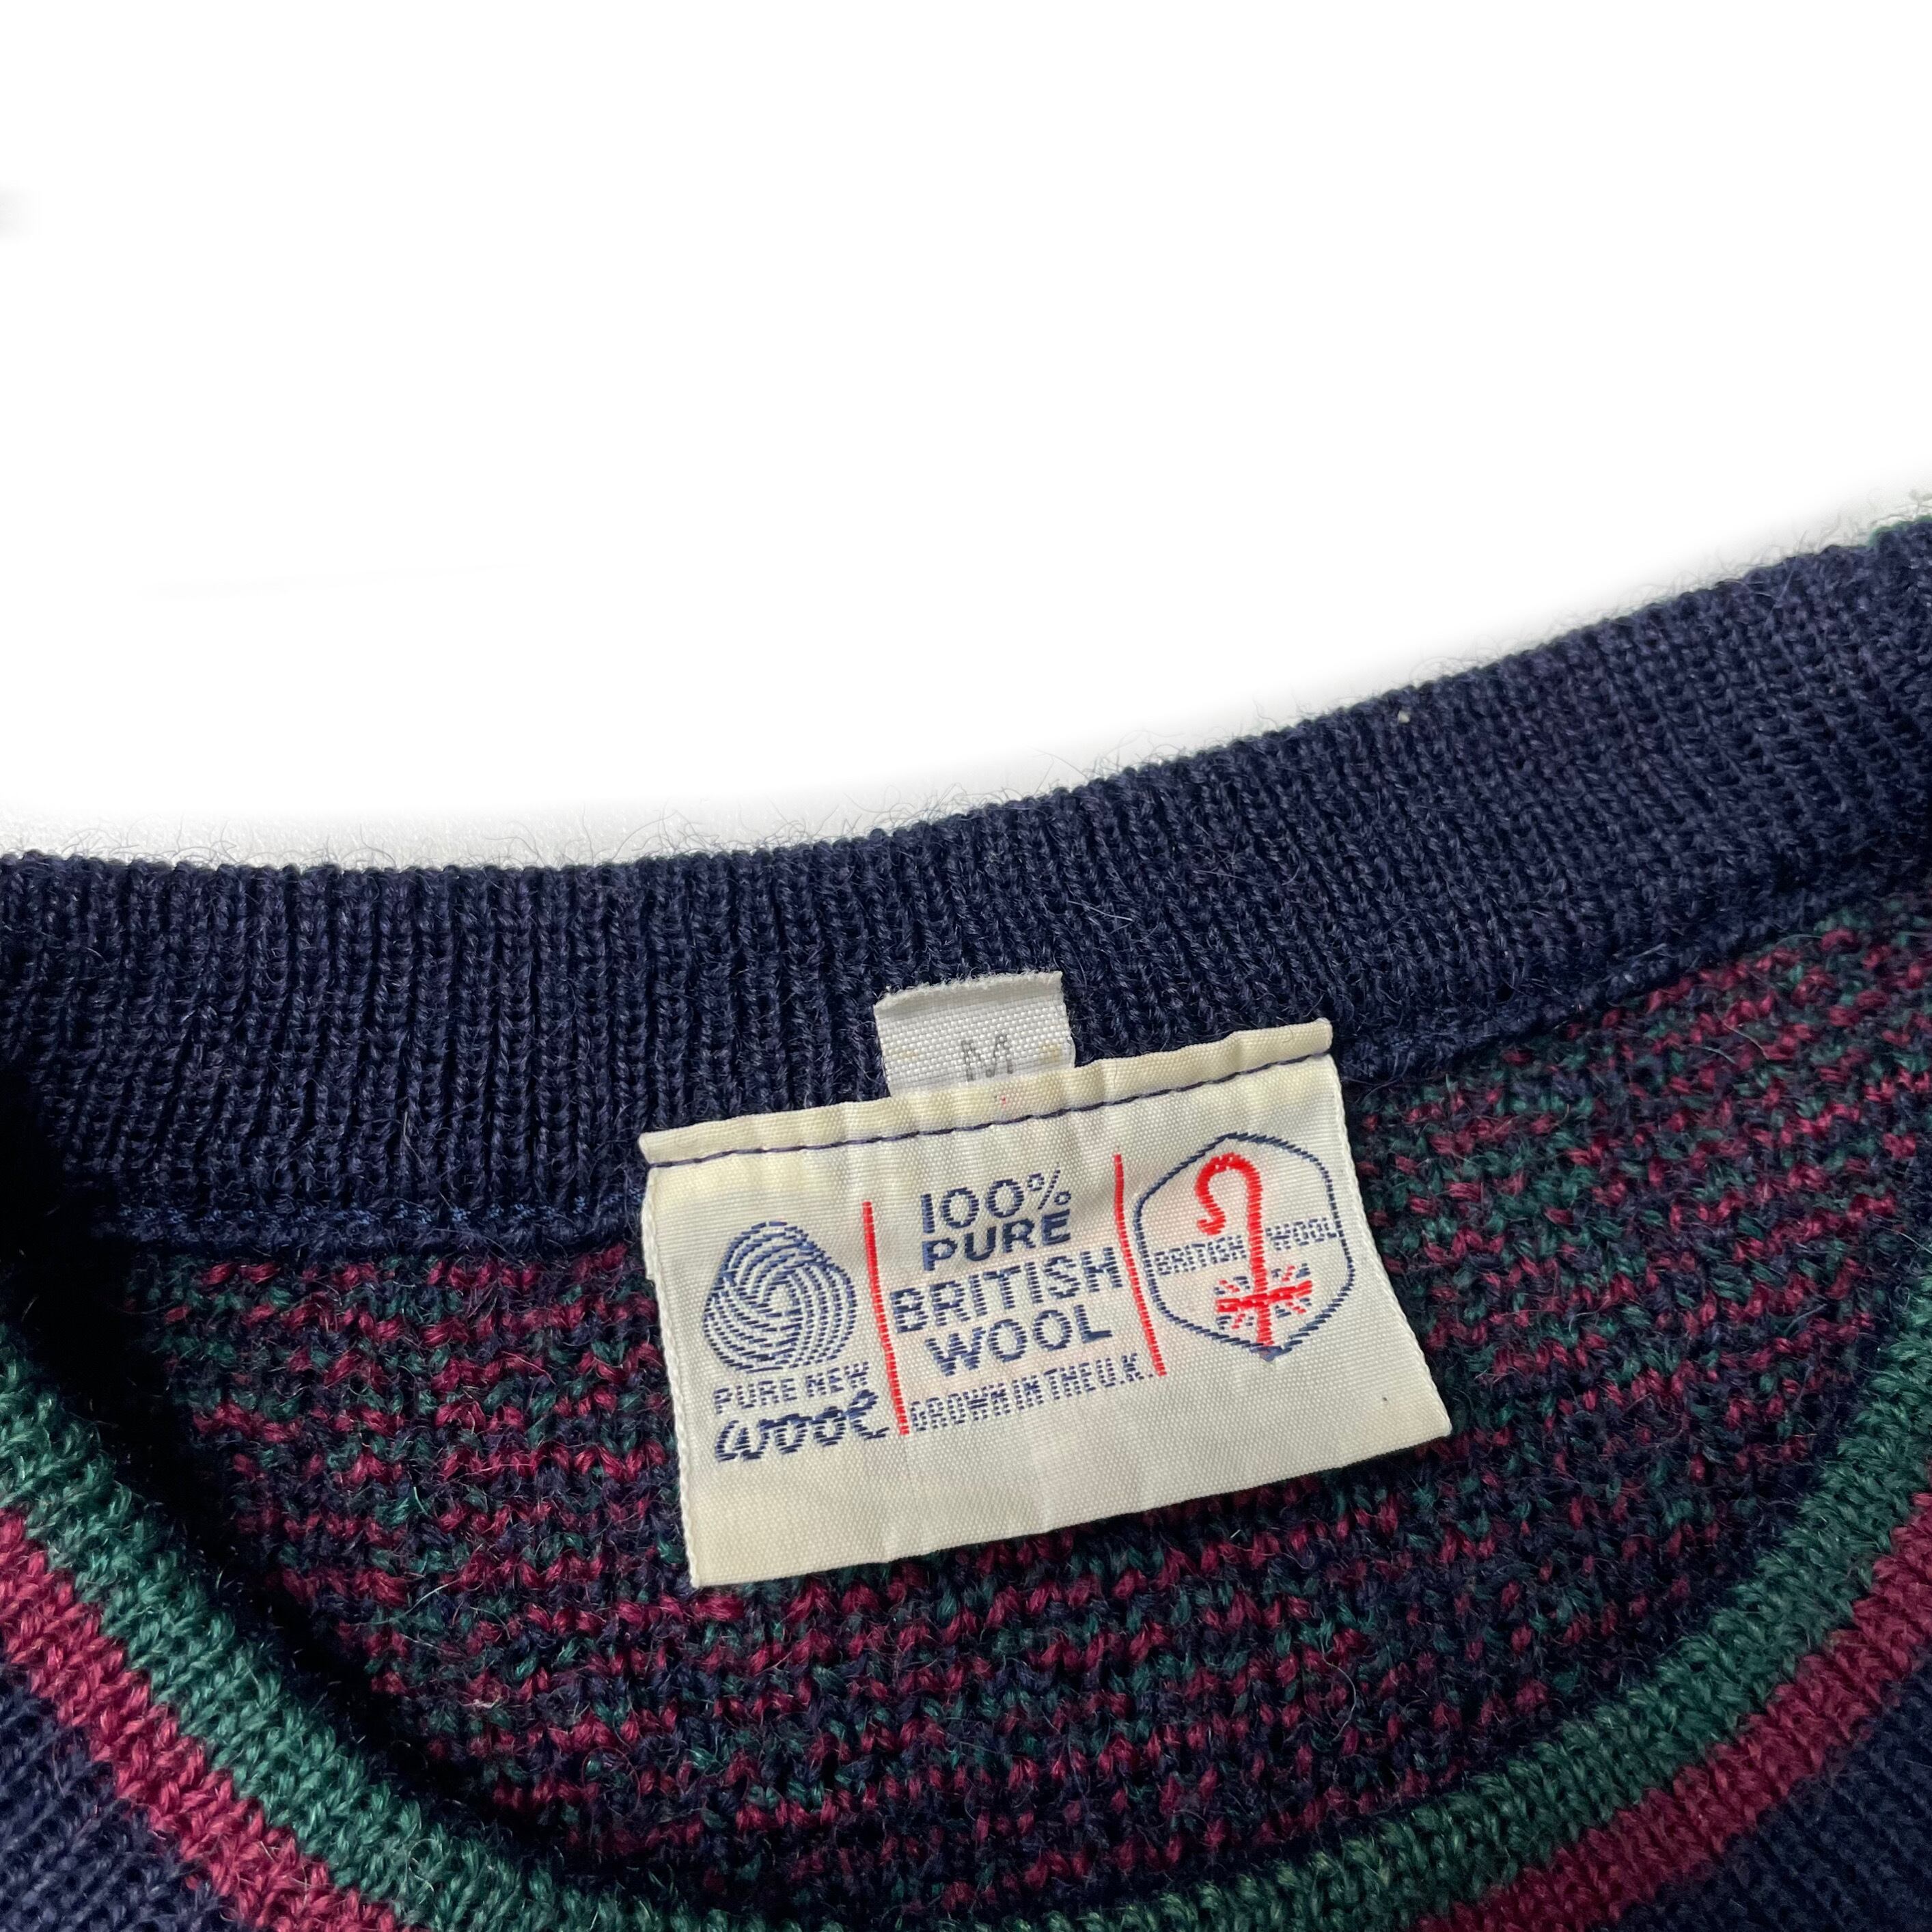 M
100%
PURE
BRITISH
WOOL
GROWN IN THE U.K.
PURE NEW
wool
BRITISH WOOL